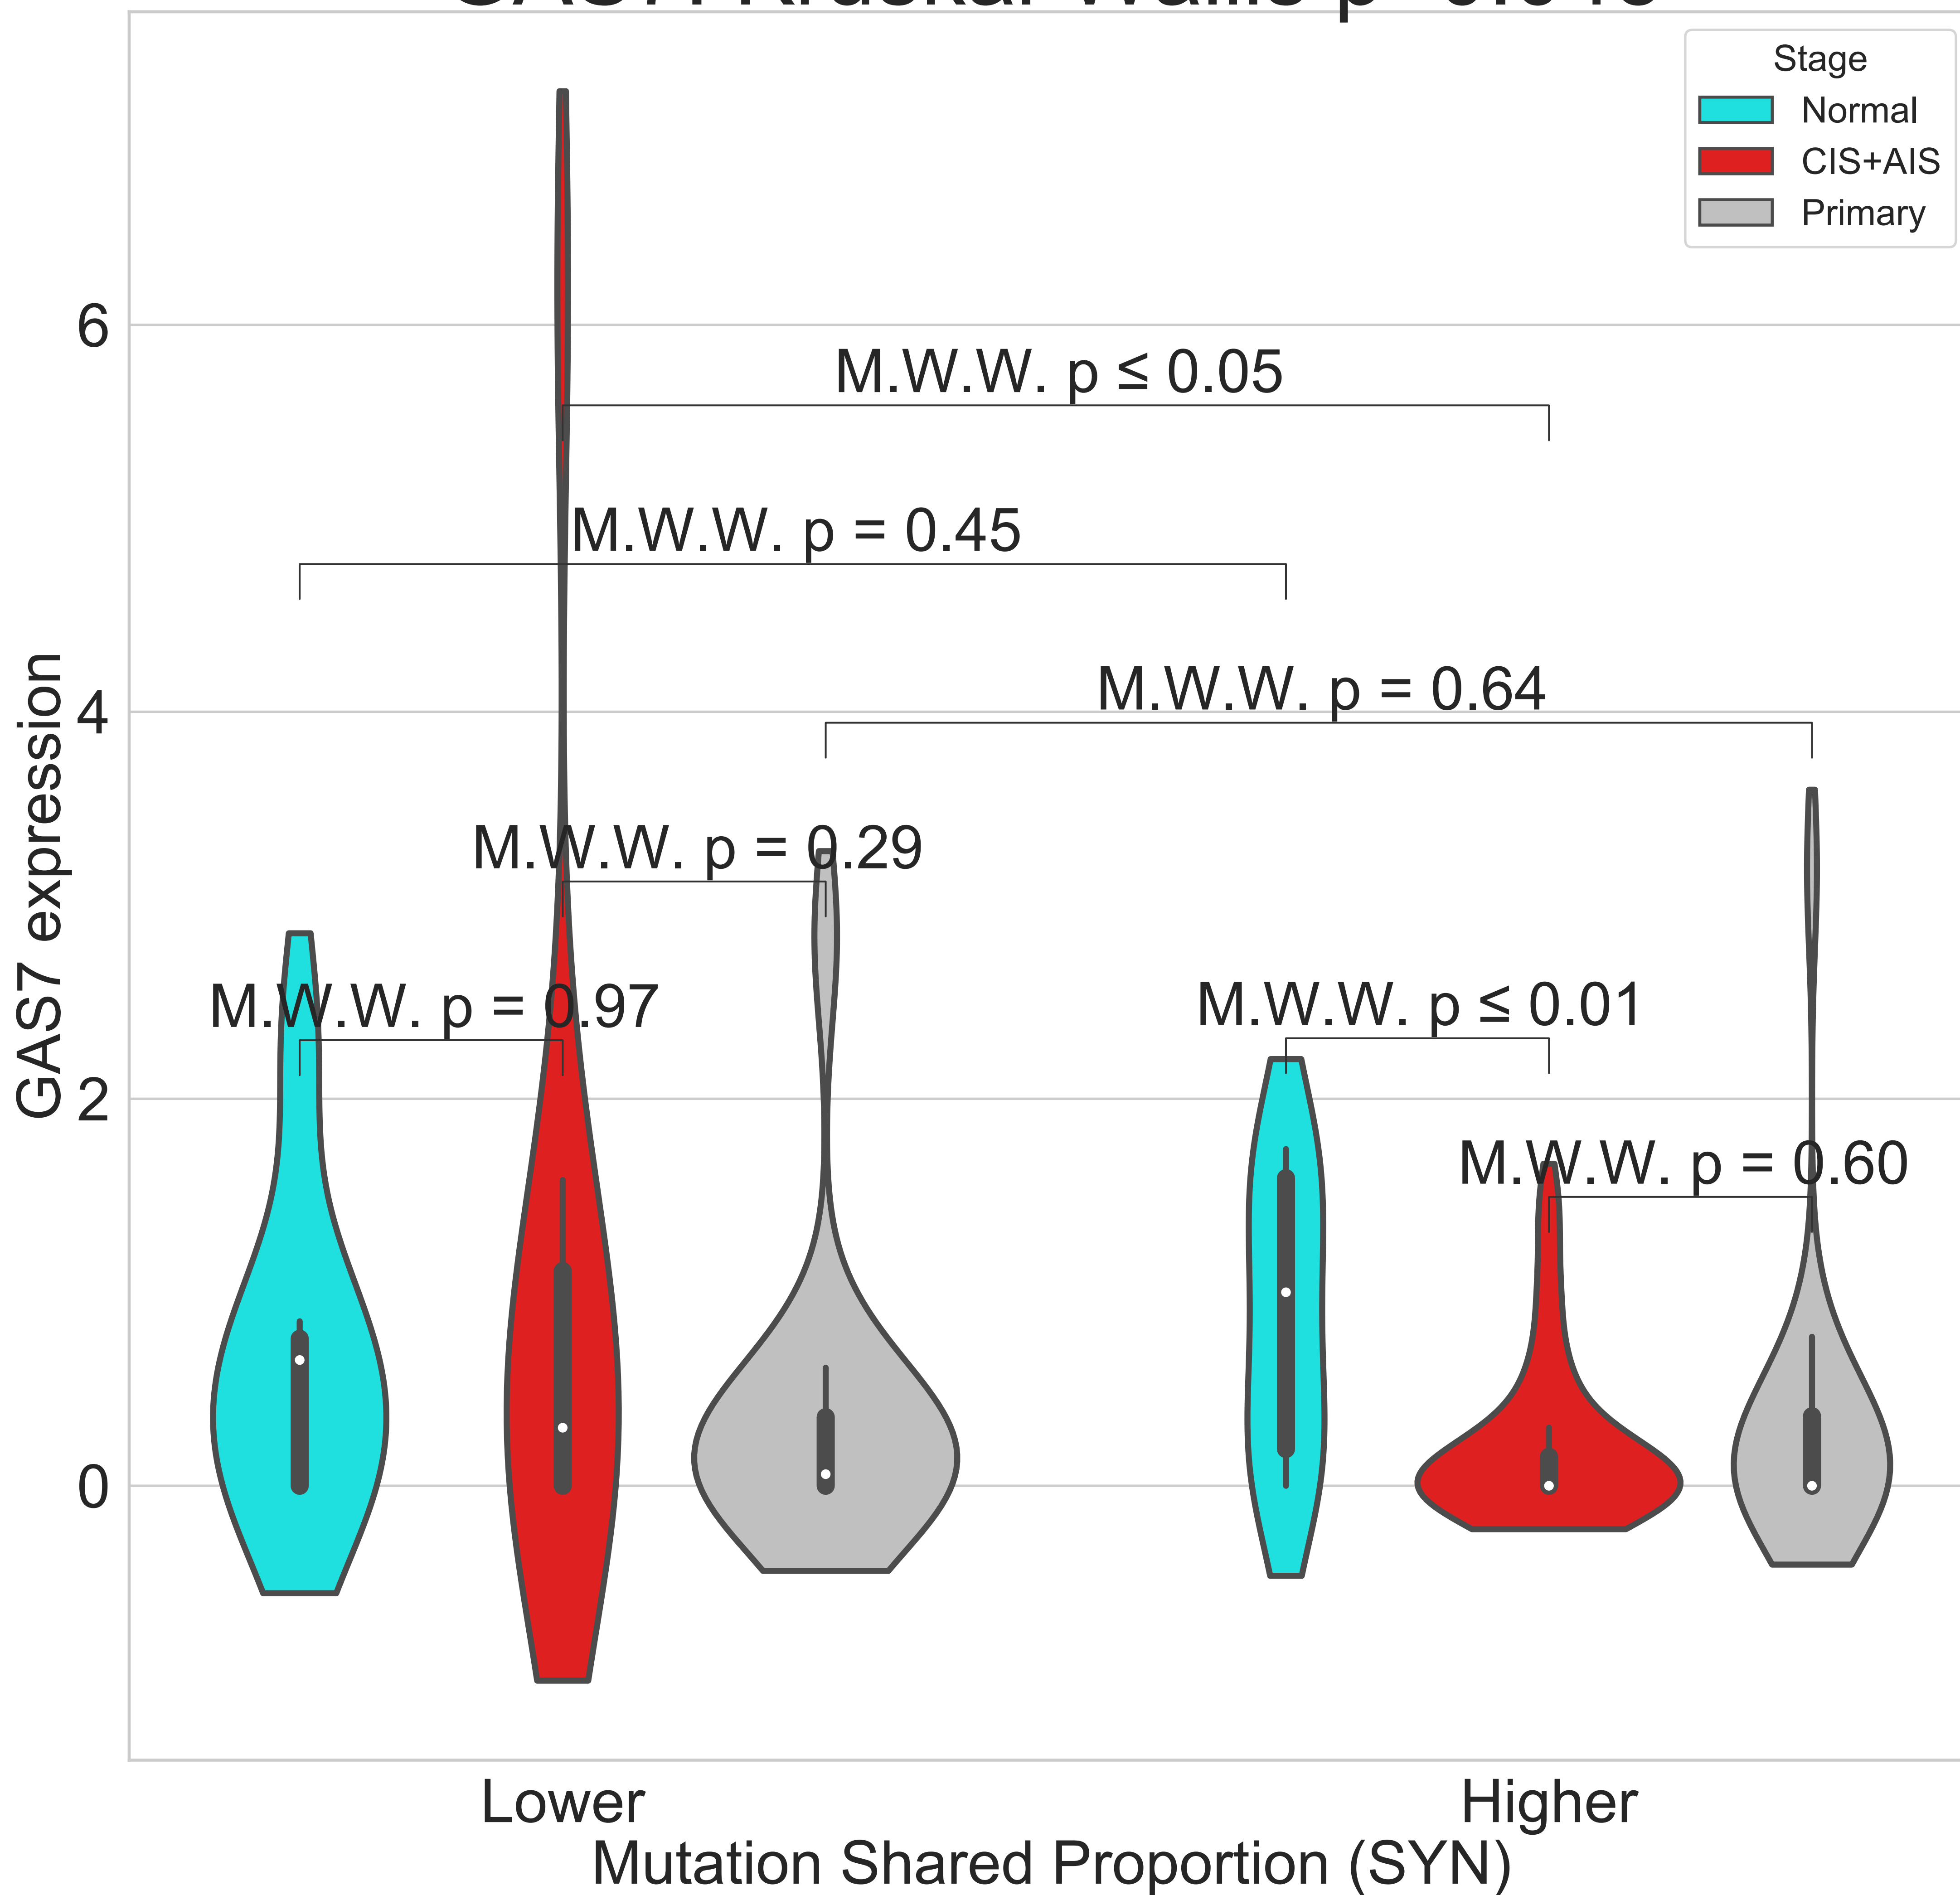 Stage
Normal
CIS+AIS
Primary
6
M.W.W. p ≤ 0.05
M.W.W. p = 0.45
M.W.W. p = 0.64
4
M.W.W. p = 0.29
M.W.W. p = 0.97
M.W.W. p ≤ 0.01
2
M.W.W. p = 0.60
0
GAS7 expression
Lower
Higher
Mutation Shared Proportion (SYN)